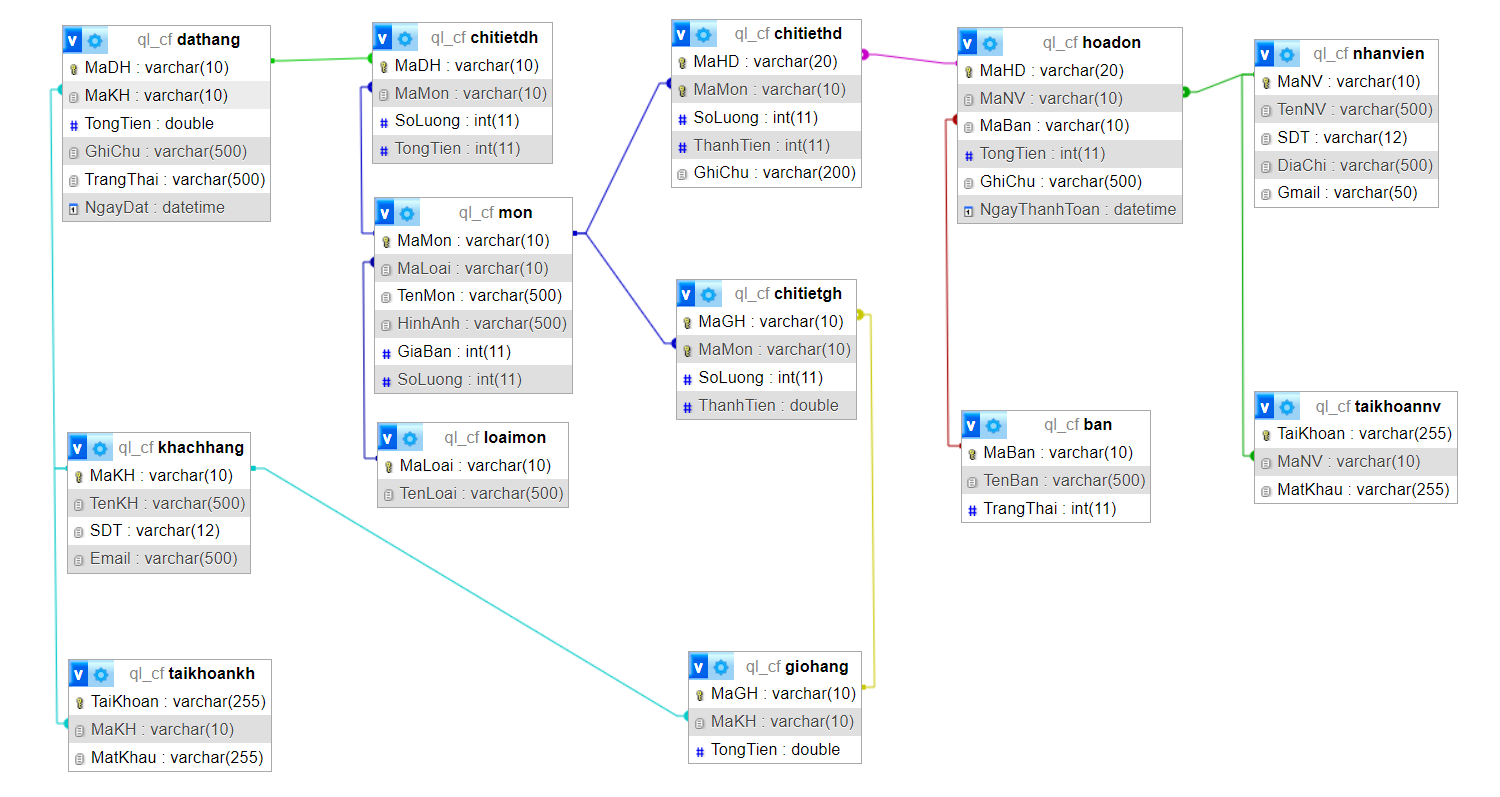 v ql_cf dathang
MaDH : varchar(10)
MaKH : varchar(10)
# TongTien : double
GhiChu : varchar(500)
TrangThai : varchar(500)
NgayDat : datetime
v ql_cf chitietdh
MaDH : varchar(10)
MaMon : varchar(10)
# SoLuong : int(11)
# TongTien : int(11)
v ql_cf chitiethd
MaHD : varchar(20)
MaMon : varchar(10)
# SoLuong : int(11)
# ThanhTien : int(11)
GhiChu : varchar(200)
v ql_cf hoadon
MaHD : varchar(20)
MaNV : varchar(10)
MaBan : varchar(10)
# TongTien : int(11)
GhiChu : varchar(500)
NgayThanhToan : datetime
v ql_cf nhanvien
MaNV : varchar(10)
TenNV : varchar(500)
SDT : varchar(12)
DiaChi : varchar(500)
Gmail : varchar(50)
v ql_cf mon
MaMon : varchar(10)
MaLoai : varchar(10)
TenMon : varchar(500)
HinhAnh : varchar(500)
# GiaBan : int(11)
# SoLuong : int(11)
v ql_cf chitietgh
MaGH : varchar(10)
MaMon : varchar(10)
# SoLuong : int(11)
# ThanhTien : double
v ql_cf khachhang
MaKH : varchar(10)
TenKH : varchar(500)
SDT : varchar(12)
Email : varchar(500)
v ql_cf loaimon
MaLoai : varchar(10)
TenLoai : varchar(500)
v ql_cf ban
MaBan : varchar(10)
TenBan : varchar(500)
# TrangThai : int(11)
v ql_cf taikhoannv
TaiKhoan : varchar(255)
MaNV : varchar(10)
MatKhau : varchar(255)
v ql_cf taikhoankh
TaiKhoan : varchar(255)
MaKH : varchar(10)
MatKhau : varchar(255)
v ql_cf giohang
MaGH : varchar(10)
MaKH : varchar(10)
# TongTien : double